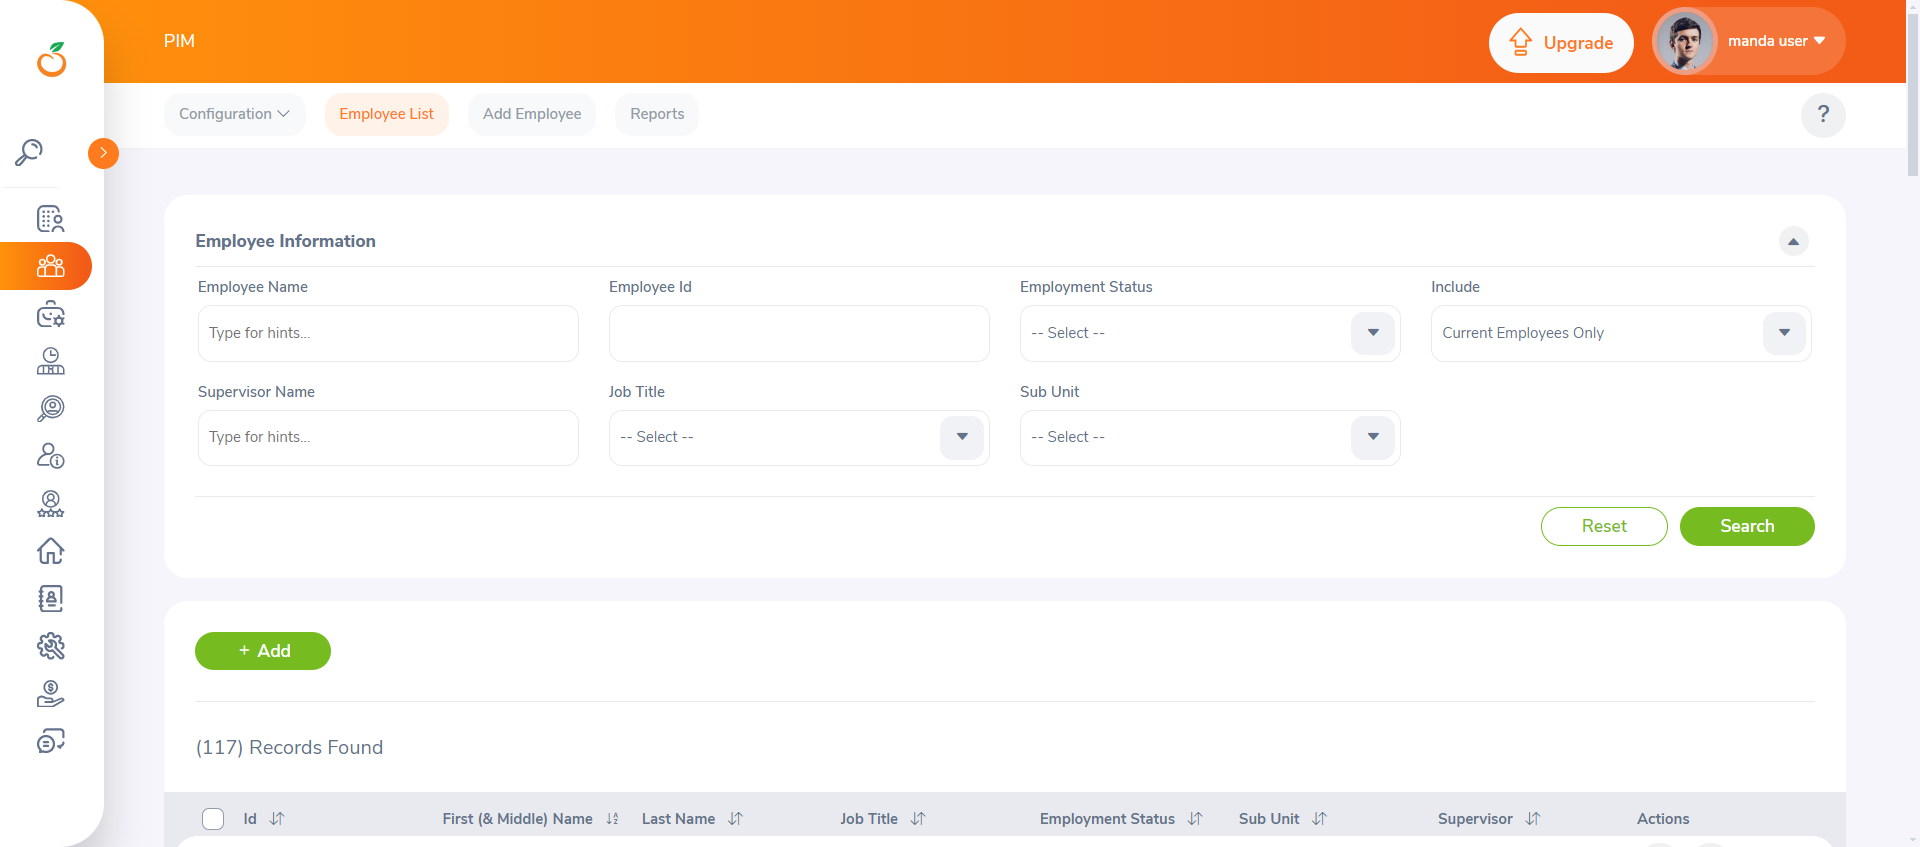 PIM
Upgrade
manda user
Configuration
Employee List
Add Employee
Reports
?
Employee Information
Employee Name
Employee Id
Employment Status
Include
Type for hints...
-- Select --
Current Employees Only
Supervisor Name
Job Title
Sub Unit
Type for hints...
-- Select --
-- Select --
Reset
Search
+ Add
(117) Records Found
Id
First (& Middle) Name
Last Name
Job Title
Employment Status
Sub Unit
Supervisor
Actions